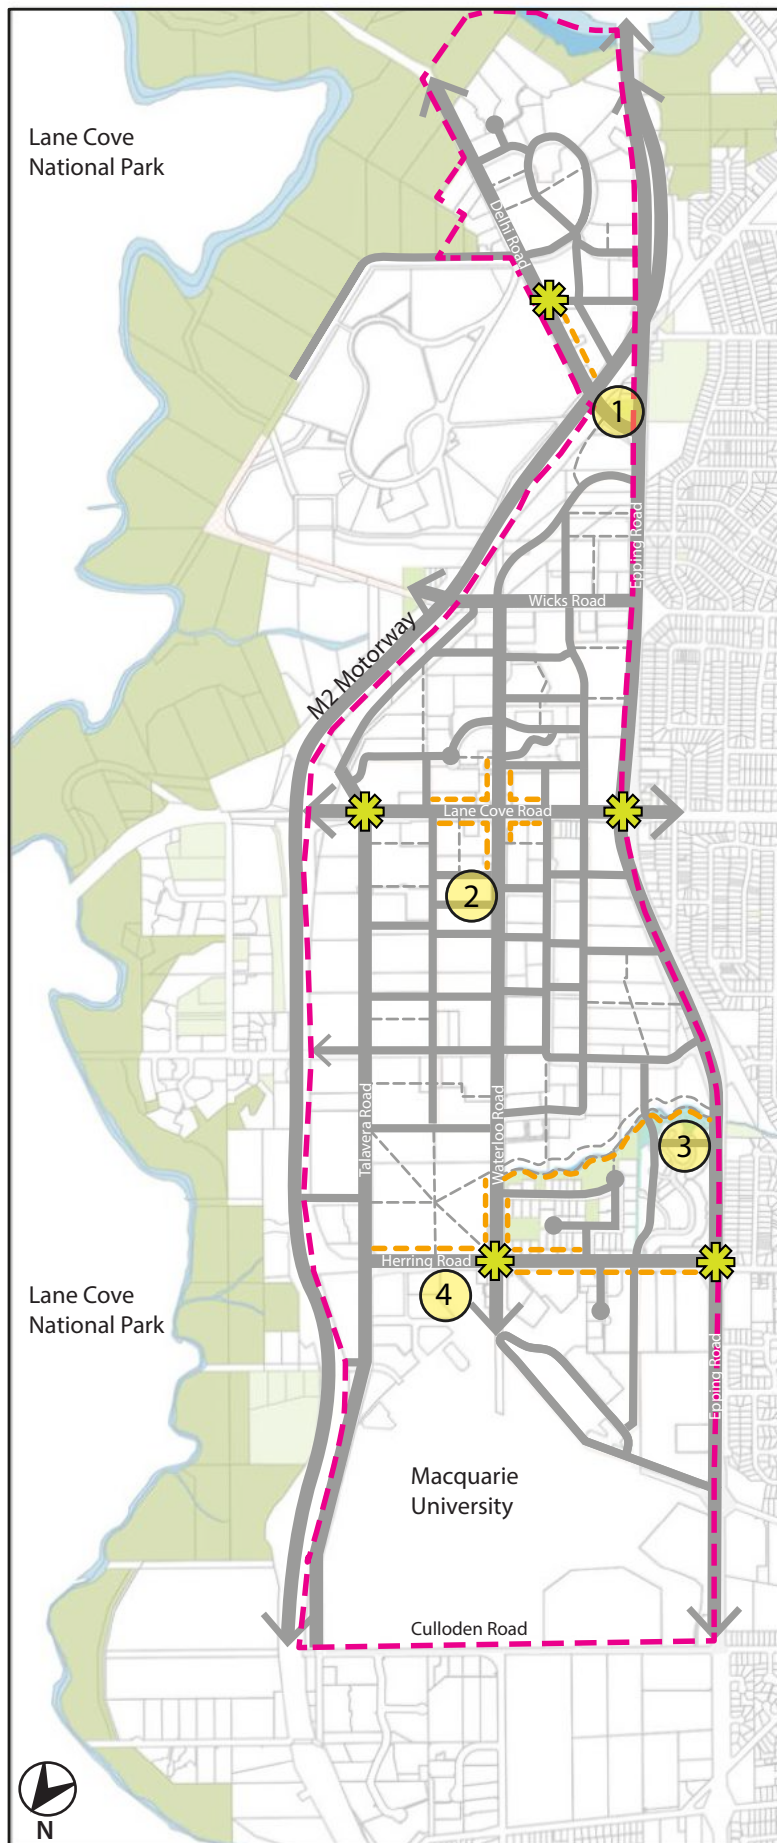 Lane Cove
National Park
Delhi Road
1
Epping Road
Wicks Road
M2 Motorway
Lane Cove Road
2
Talavera Road
Waterloo Road
3
Herring Road
4
Lane Cove
National Park
Epping Road
Macquarie
University
Culloden Road
N